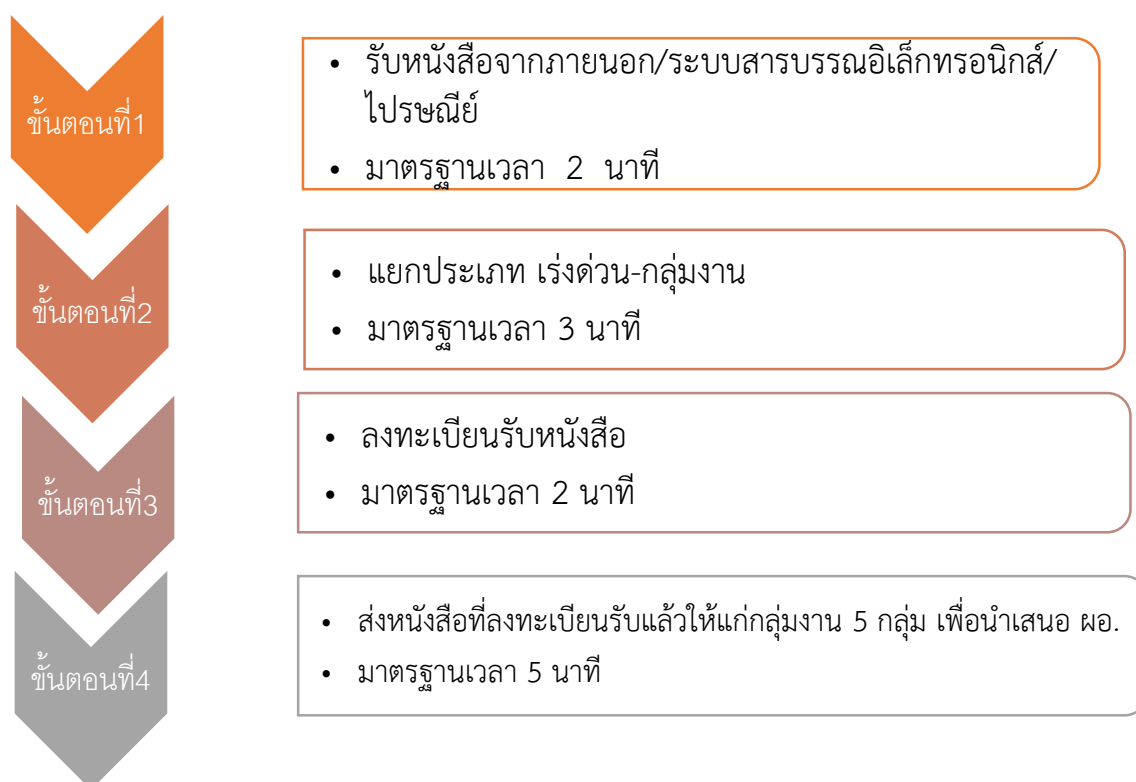 ขั้นตอนที่1
• รับหนังสือจากภายนอก/ระบบสารบรรณอิเล็กทรอนิกส์/
ไปรษณีย์
• มาตรฐานเวลา 2 นาที
ขั้นตอนที่2
• แยกประเภท เร่งด่วน-กลุ่มงาน
• มาตรฐานเวลา 3 นาที
ขั้นตอนที่3
• ลงทะเบียนรับหนังสือ
• มาตรฐานเวลา 2 นาที
ขั้นตอนที่4
• ส่งหนังสือที่ลงทะเบียนรับแล้วให้แก่กลุ่มงาน 5 กลุ่ม เพื่อนำเสนอ ผอ.
• มาตรฐานเวลา 5 นาที